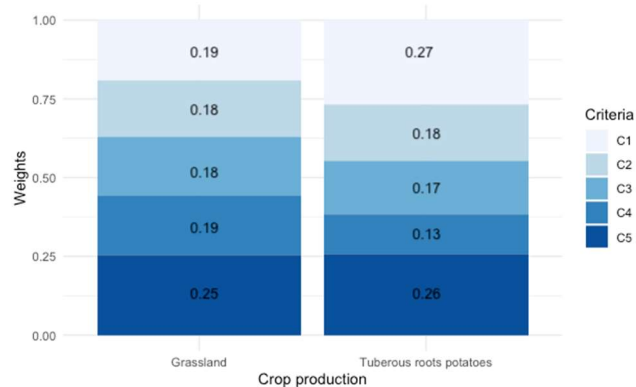 1.00
0.75
0.50
0.25
0.00
Weights
0.19
0.18
0.18
0.19
0.25
0.27
0.18
0.17
0.13
0.26
Grassland
Tuberous roots potatoes
Crop production
Criteria
C1
C2
C3
C4
C5